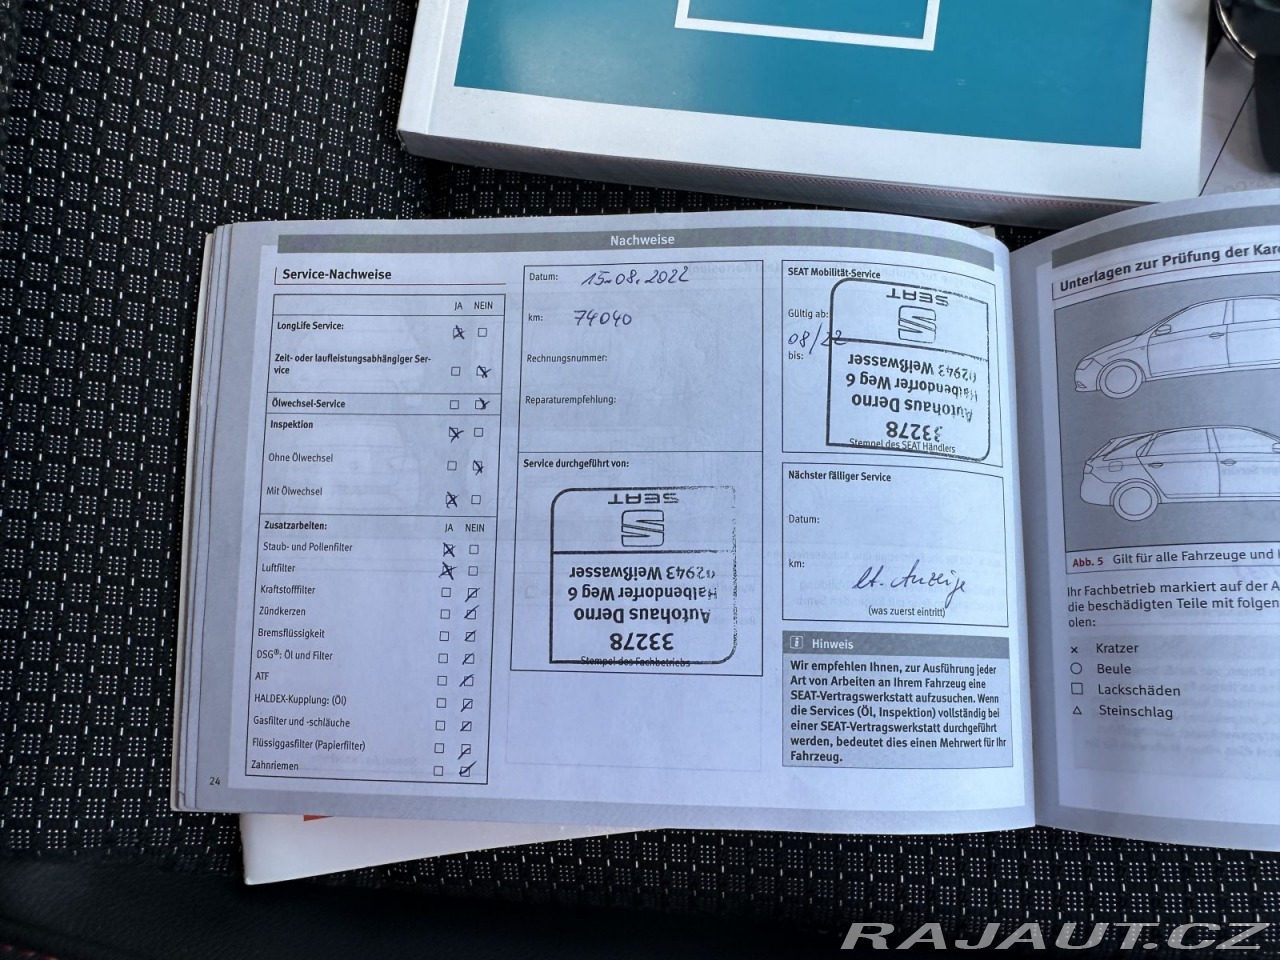 Nachweise
Service-Nachweise
JA NEIN
LongLife Service:
Zeit- oder laufleistungsabhängiger Ser-
vice
Ölwechsel-Service
Inspektion
Ohne Ölwechsel
Mit Ölwechsel
Zusatzarbeiten: JA NEIN
Staub- und Pollenfilter
Luftfilter
Kraftstofffilter
Zündkerzen
Bremsflüssigkeit
DSG®: Öl und Filter
ATF
HALDEX-Kupplung: (Öl)
Gasfilter und -schläuche
Flüssiggasfilter (Papierfilter)
Zahnriemen
24
Datum: 15.08.2022
km: 74040
Rechnungsnummer:
Reparaturempfehlung:
Service durchgeführt von:
SEAT
02943 Weißwasser
Halbendorfer Weg 6
Autohaus Derno
33278
Stempel des Fachbetriebs
SEAT Mobilität-Service
Gültig ab:
08/22
bis:
SEAT
02943 Weißwasser
Halbendorfer Weg 6
Autohaus Derno
33278
Stempel des SEAT Händlers
Nächster fälliger Service
Datum:
km:
lt. Anzeige
(was zuerst eintritt)
i Hinweis
Wir empfehlen Ihnen, zur Ausführung jeder
Art von Arbeiten an Ihrem Fahrzeug eine
SEAT-Vertragswerkstatt aufzusuchen. Wenn
die Services (Öl, Inspektion) vollständig bei
einer SEAT-Vertragswerkstatt durchgeführt
werden, bedeutet dies einen Mehrwert für Ihr
Fahrzeug.
Unterlagen zur Prüfung der Karo
Abb. 5 Gilt für alle Fahrzeuge und
Ihr Fachbetrieb markiert auf der A
die beschädigten Teile mit folgen
olen:
Kratzer
Beule
Lackschäden
Steinschlag
RAJAUT.CZ